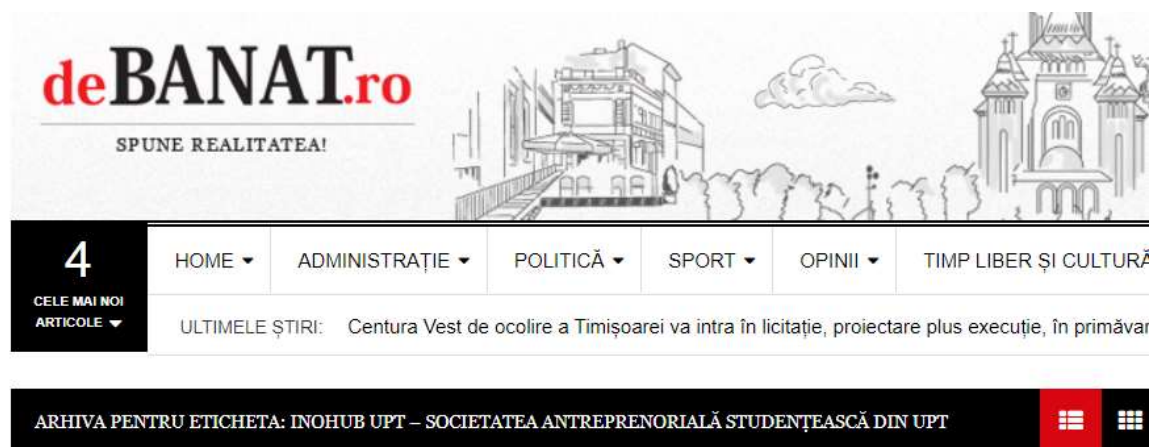 deBANAT.ro
SPUNE REALITATEA!
4
CELE MAI NOI
ARTICOLE
HOME
ADMINISTRAȚIE
POLITICĂ
SPORT
OPINII
TIMP LIBER ȘI CULTURĂ
ULTIMELE ȘTIRI: Centura Vest de ocolire a Timișoarei va intra în licitație, proiectare plus execuție, în
ARHIVA PENTRU ETICHETA: INOHUB UPT – SOCIETATEA ANTREPRENORIALĂ STUDENȚEASCĂ DIN UPT